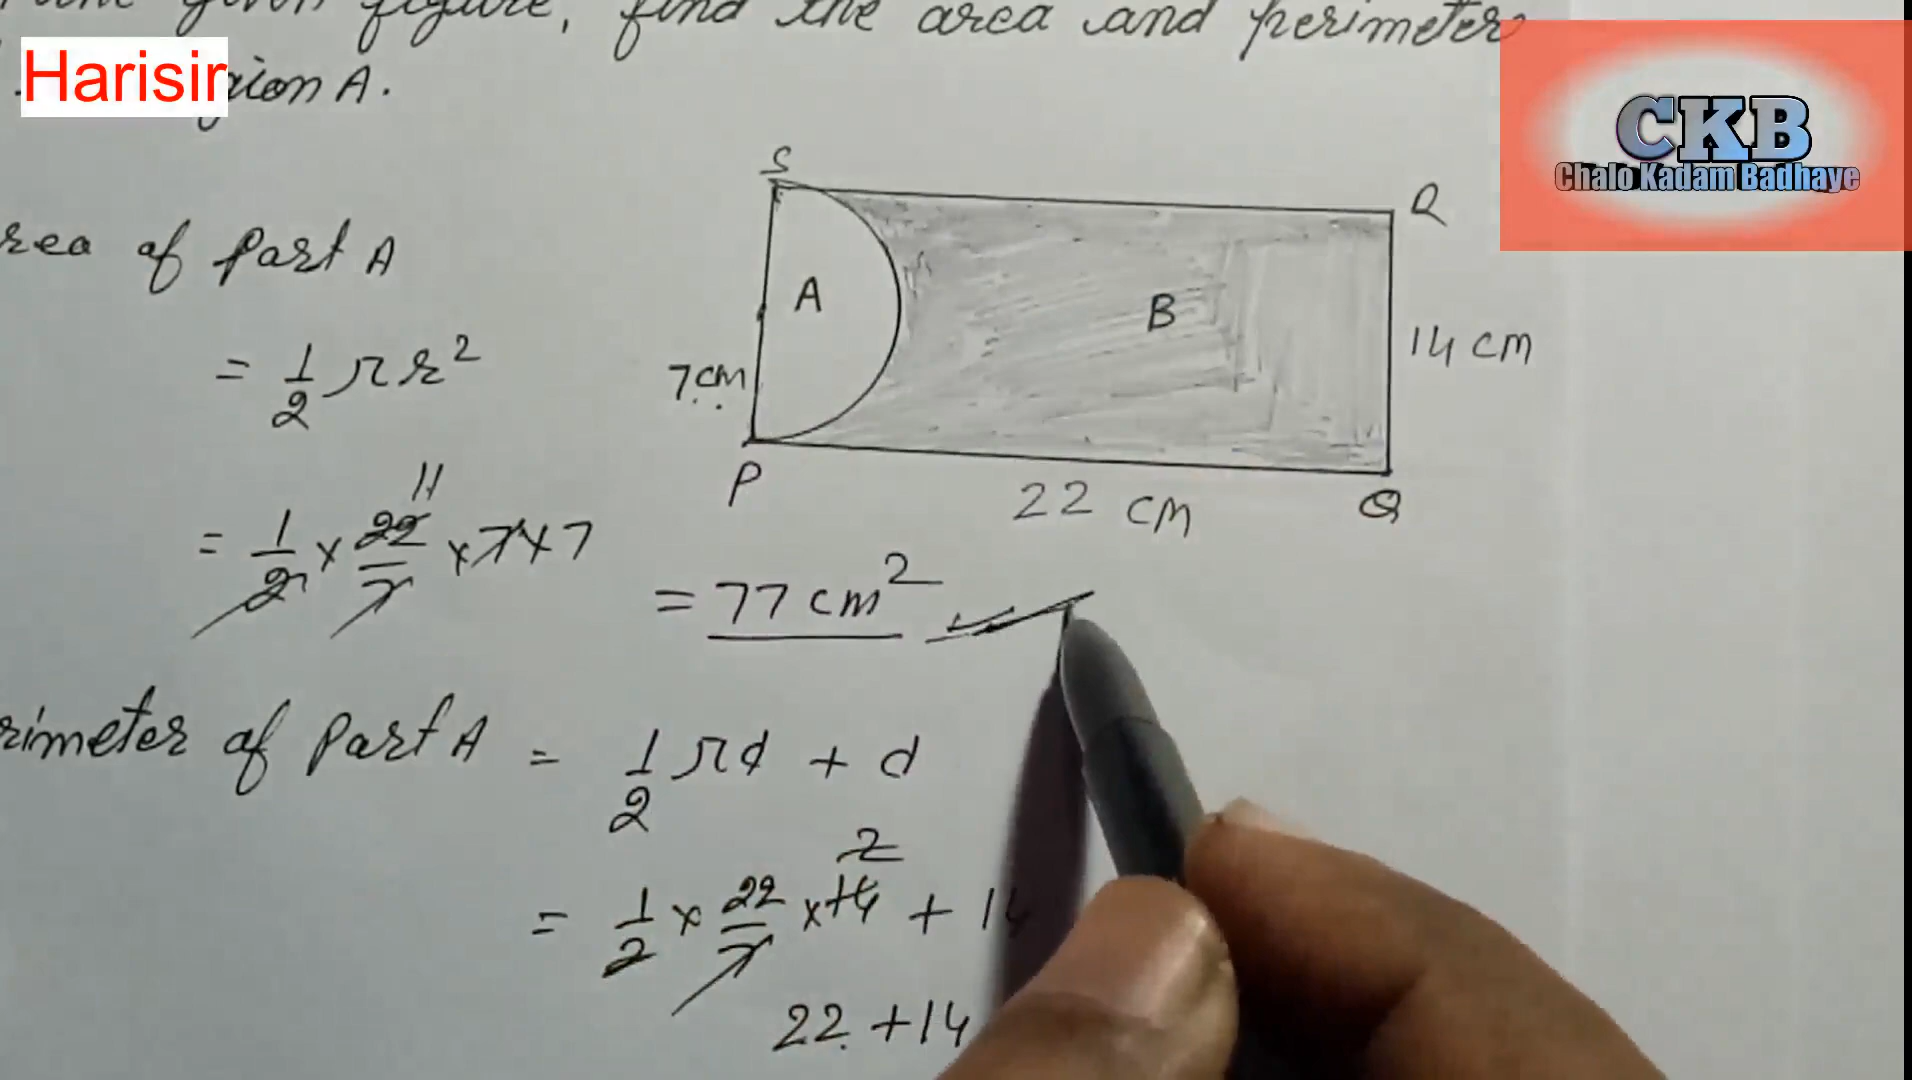 given figure, find the area and perimeter
Harisir
gion A.
CKB
Chalo Kadam Badhaye
S
R
rea of Part A
A
B
= 1/2 πr²
14 cm
7cm
P
22 cm
Q
11
= 1/2 × 22/7 × 7 × 7
= 77 cm²
rimeter of Part A = 1/2 πd + d
2
= 1/2 × 22/7 × 14 + 14
22 + 14